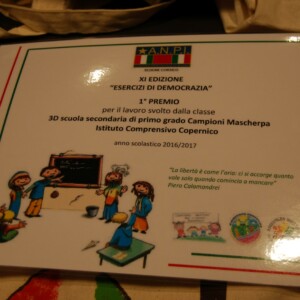 A.N.P.I.
XI EDIZIONE
"ESERCIZI DI DEMOCRAZIA"
1° PREMIO
per il lavoro svolto dalla classe
3D scuola secondaria di primo grado Campioni Mascherpa
Istituto Comprensivo Copernico
anno scolastico 2016/2017
"La libertà è come l'aria: ci si accorge quanto
vale solo quando comincia a mancare"
Piero Calamandrei